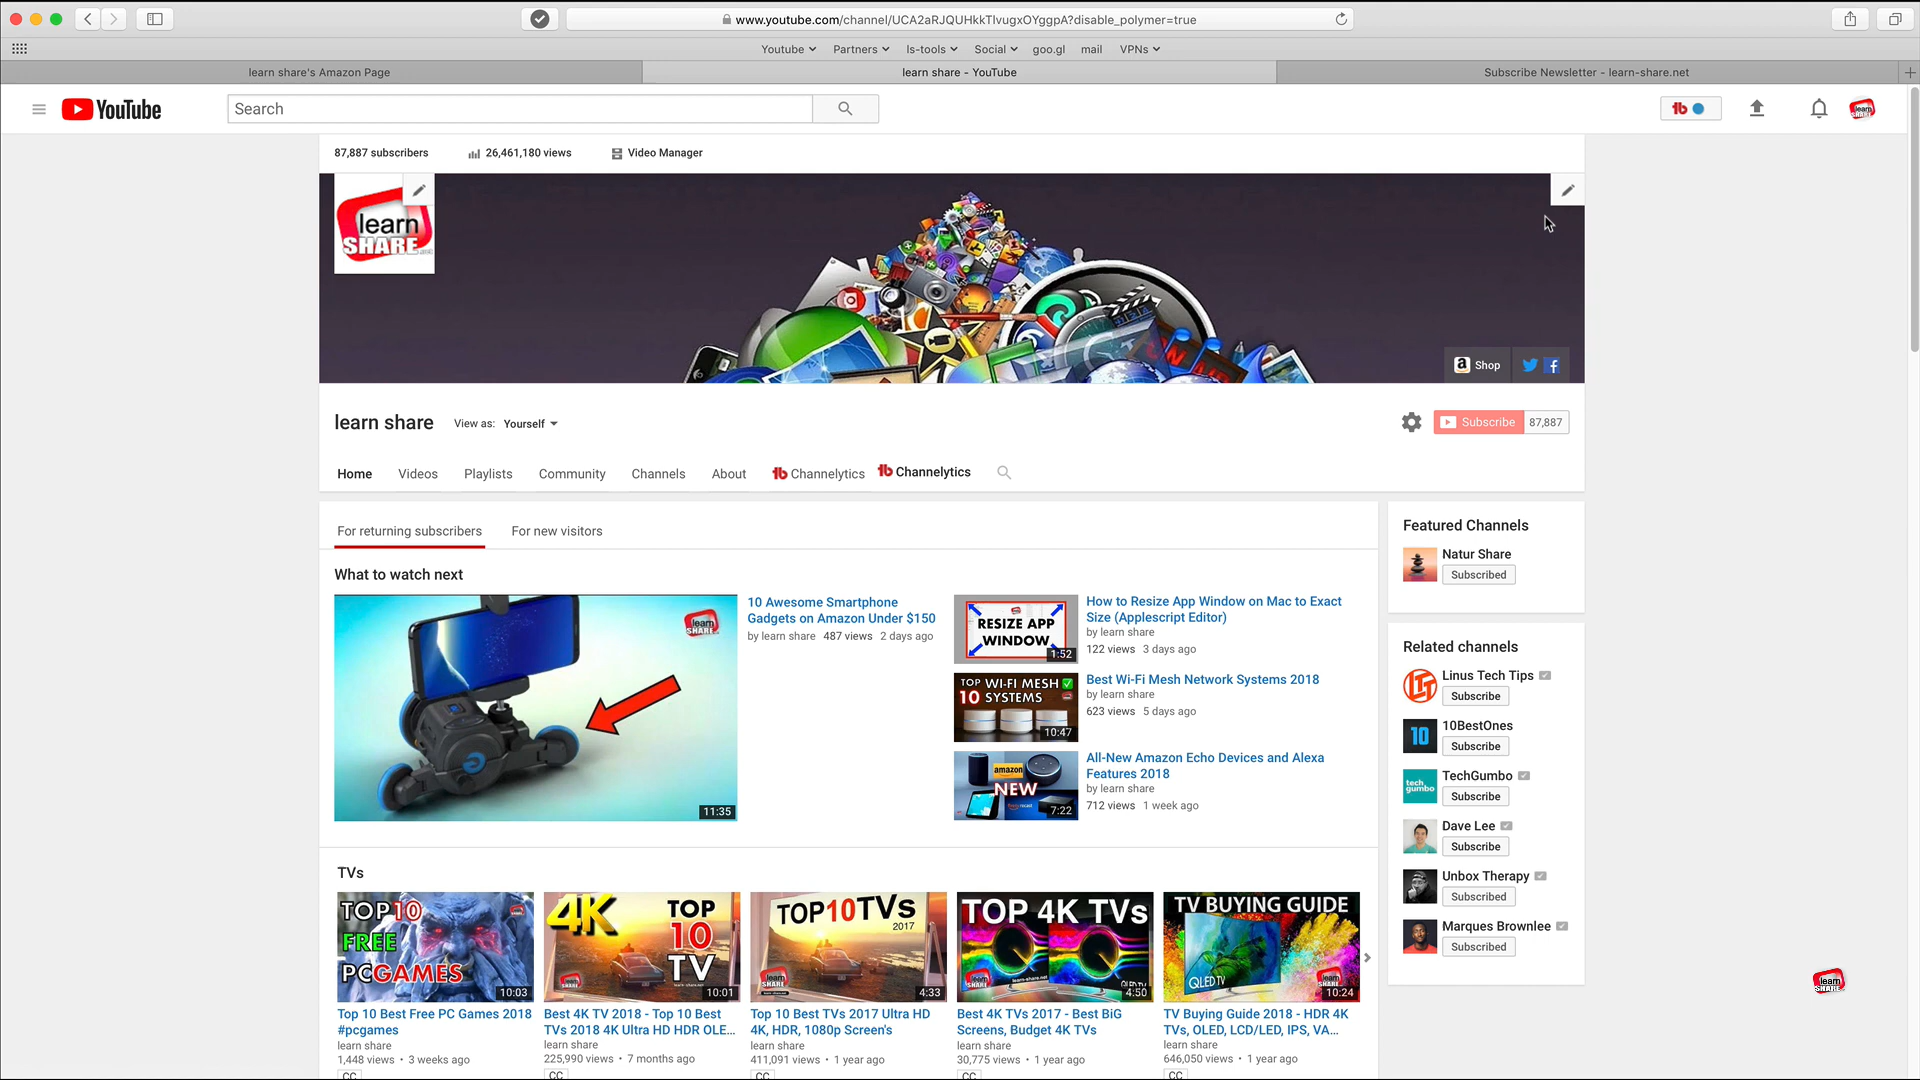 www.youtube.com/channel/UCA2aRJQUHkkTlvugxOYggpA?disable_polymer=true
Youtube Partners ls-tools Social goo.gl mail VPNs
learn share's Amazon Page
learn share - YouTube
Subscribe Newsletter - learn-share.net
YouTube
Search
87,887 subscribers
26,461,180 views
Video Manager
learn
SHARE
Shop
learn share
View as: Yourself
Subscribe 87,887
Home Videos Playlists Community Channels About Channelytics Channelytics
For returning subscribers
For new visitors
What to watch next
learn
SHARE
11:35
10 Awesome Smartphone
Gadgets on Amazon Under $150
by learn share 487 views 2 days ago
RESIZE APP
WINDOW
1:52
How to Resize App Window on Mac to Exact
Size (Applescript Editor)
by learn share
122 views 3 days ago
TOP WI-FI MESH
10 SYSTEMS
10:47
Best Wi-Fi Mesh Network Systems 2018
by learn share
623 views 5 days ago
amazon
NEW
7:22
All-New Amazon Echo Devices and Alexa
Features 2018
by learn share
712 views 1 week ago
Featured Channels
Natur Share
Subscribed
Related channels
Linus Tech Tips
Subscribe
10
10BestOnes
Subscribe
tech
gumbo
TechGumbo
Subscribe
Dave Lee
Subscribe
Unbox Therapy
Subscribed
Marques Brownlee
Subscribed
TVs
TOP10
FREE
PCGAMES
10:03
Top 10 Best Free PC Games 2018
#pcgames
learn share
1,448 views • 3 weeks ago
CC
4K
TOP
10
TV
10:01
Best 4K TV 2018 - Top 10 Best
TVs 2018 4K Ultra HD HDR OLE...
learn share
225,990 views • 7 months ago
CC
TOP10TVs
2017
4:33
Top 10 Best TVs 2017 Ultra HD
4K, HDR, 1080p Screen's
learn share
411,091 views • 1 year ago
CC
TOP 4K TVs
4:50
Best 4K TVs 2017 - Best BiG
Screens, Budget 4K TVs
learn share
30,775 views • 1 year ago
CC
TV BUYING GUIDE
QLED TV
10:24
TV Buying Guide 2018 - HDR 4K
TVs, OLED, LCD/LED, IPS, VA...
learn share
646,050 views • 1 year ago
CC
learn
SHARE